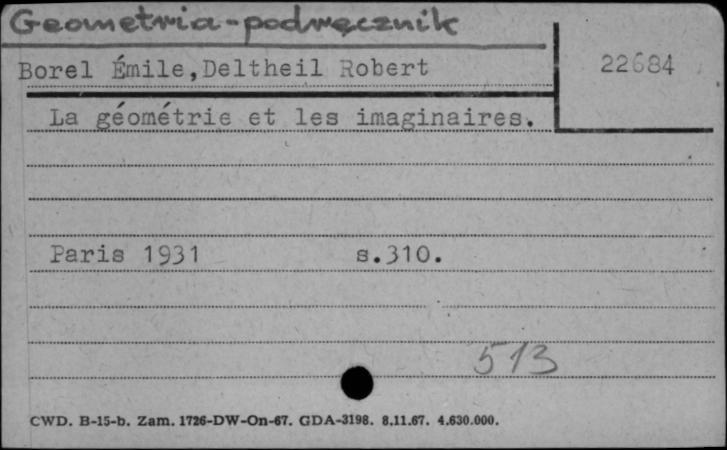 Geometria-podręcznik
Borel Émile,Deltheil Robert
22684
La géométrie et les imaginaires.
Paris 1931 s.310.
513
CWD. B-15-b. Zam. 1726-DW-On-67. GDA-3198. 8.11.67. 4.630.000.